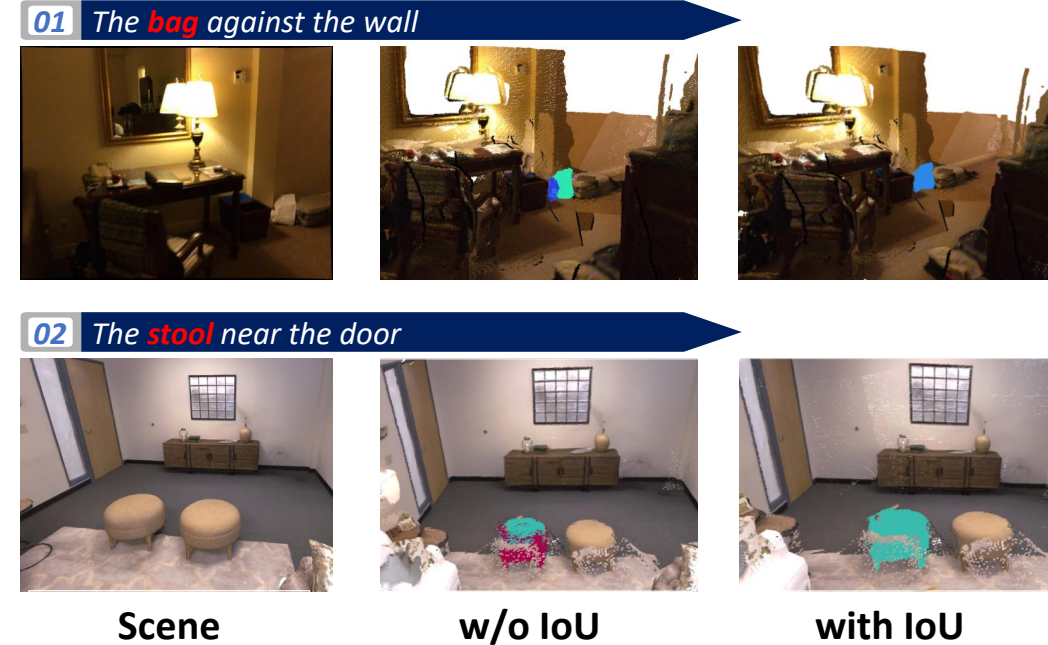 01 The bag against the wall
02 The stool near the door
Scene w/o IoU with IoU